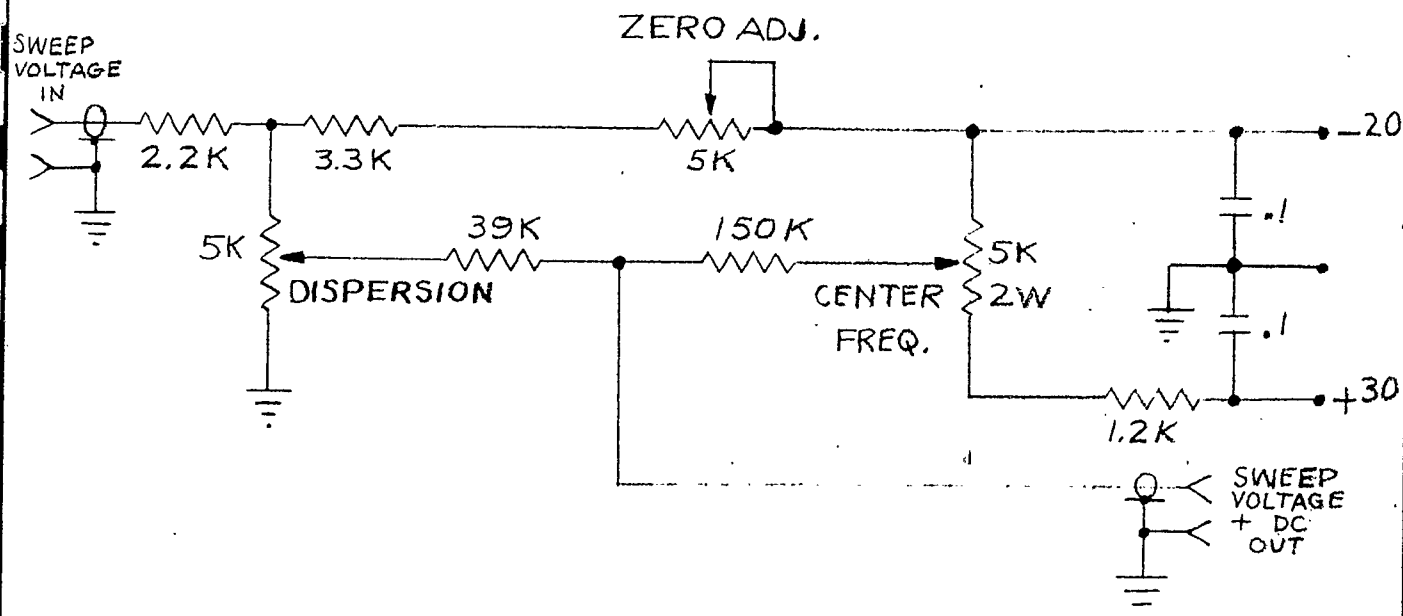 ZERO ADJ.
SWEEP
VOLTAGE
IN
2.2K
3.3K
5K
-20
5K
39K
150K
5K
2W
.1
DISPERSION
CENTER
FREQ.
.1
+30
1.2K
SWEEP
VOLTAGE
+ DC
OUT